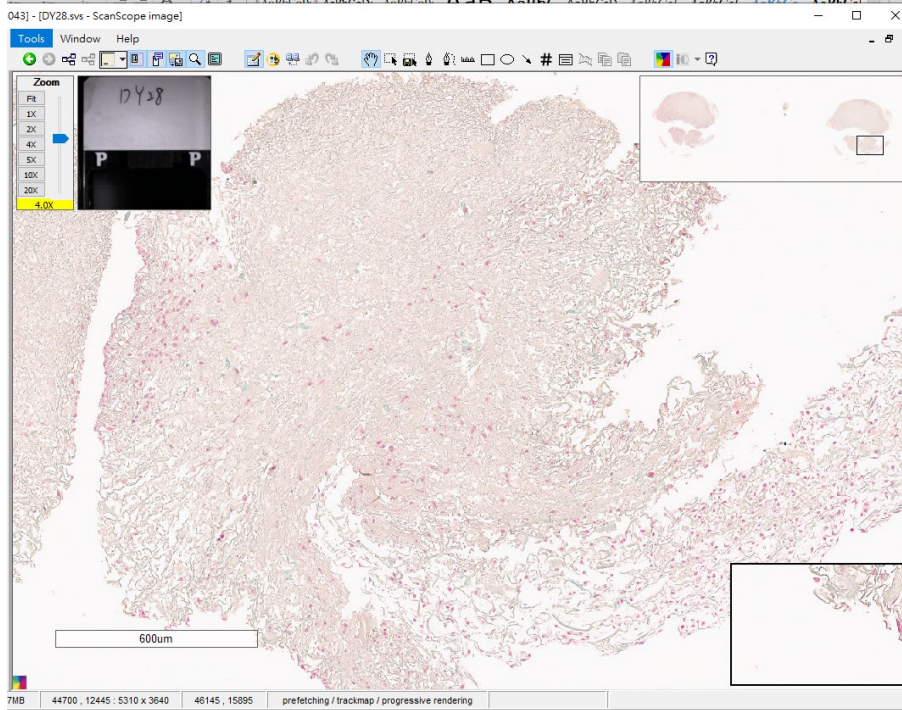 043] - [DY28.svs - ScanScope image]
Tools Window Help
iQ
Zoom
Fit
1X
2X
4X
5X
10X
20X
4.0X
DY28
P P
600um
7MB 44700 , 12445 : 5310 x 3640 46145 , 15895 prefetching / trackmap / progressive rendering